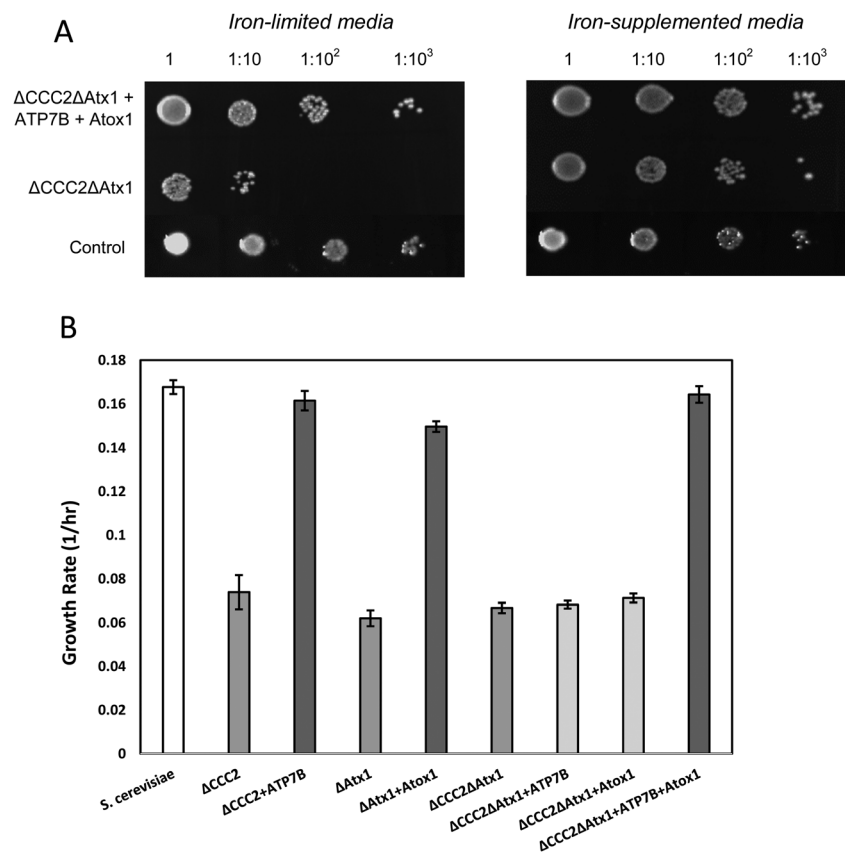 A
Iron-limited media
Iron-supplemented media
1 1:10 1:10² 1:10³
1 1:10 1:10² 1:10³
ΔCCC2ΔAtx1 +
ATP7B + Atox1
ΔCCC2ΔAtx1
Control
B
Growth Rate (1/hr)
0.18
0.16
0.14
0.12
0.1
0.08
0.06
0.04
0.02
0
S. cerevisiae
ΔCCC2
ΔCCC2+ATP7B
ΔAtx1
ΔAtx1+Atox1
ΔCCC2ΔAtx1
ΔCCC2ΔAtx1+ATP7B
ΔCCC2ΔAtx1+Atox1
ΔCCC2ΔAtx1+ATP7B+Atox1